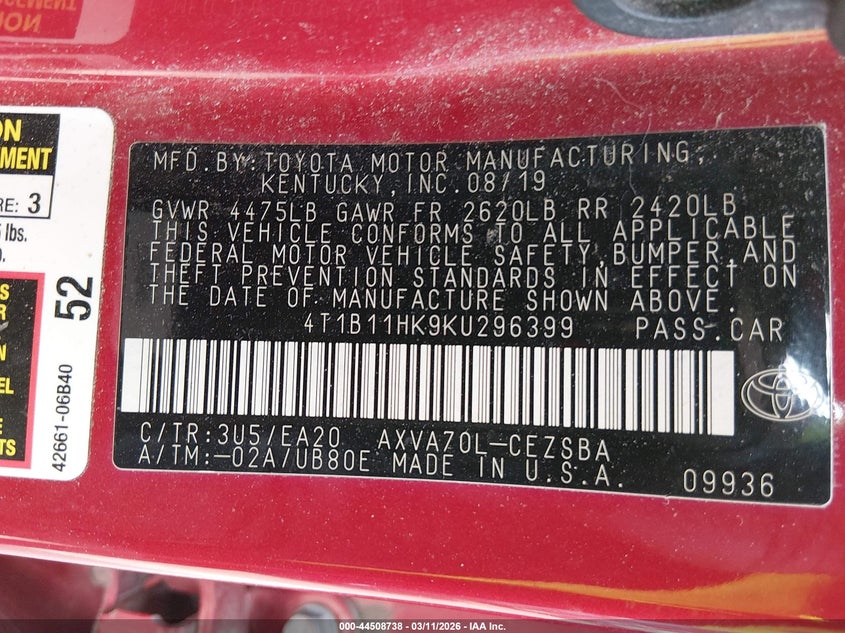 ON
EMENT
RE: 3
lbs.
52
42661-06B40
S
R
N
EL
E
TS
MFD.BY:TOYOTA MOTOR MANUFACTURING,
KENTUCKY,INC.08/19
GVWR 4475LB GAWR FR 2620LB RR 2420LB
THIS VEHICLE CONFORMS TO ALL APPLICABLE
FEDERAL MOTOR VEHICLE SAFETY,BUMPER,AND
THEFT PREVENTION STANDARDS IN EFFECT ON
THE DATE OF MANUFACTURE SHOWN ABOVE.
4T1B11HK9KU296399 PASS.CAR
C/TR:3U5/EA20 AXVA70L-CEZSBA
A/TM:-02A/UB80E MADE IN U.S.A. 09936
000-44508738 - 03/11/2026 - IAA Inc.